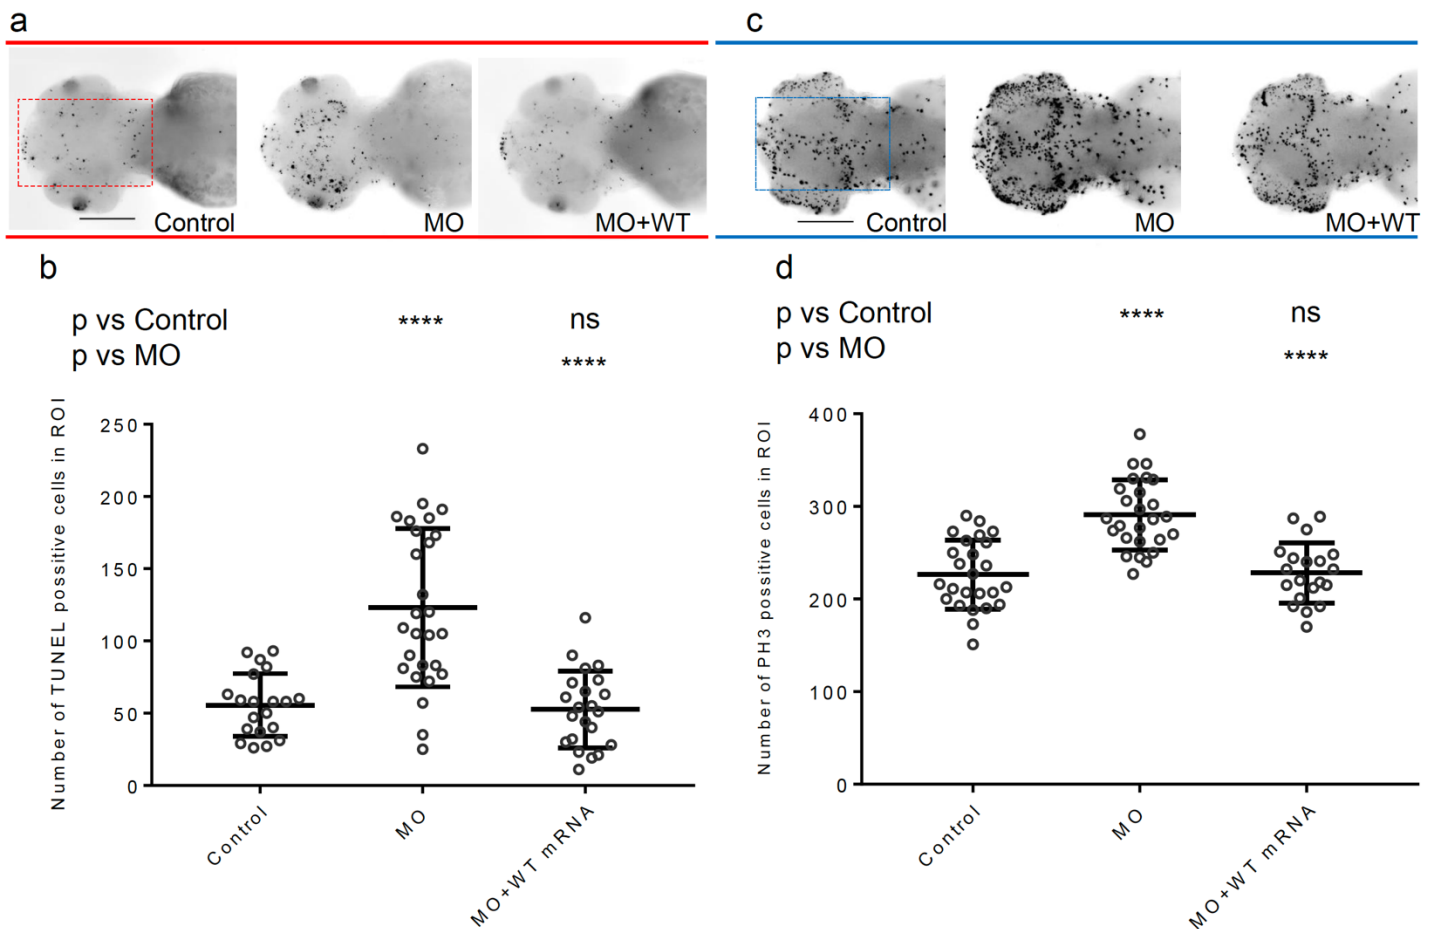 a
Control
MO
MO+WT
c
Control
MO
MO+WT
b
p vs Control
****
ns
p vs MO
****
Number of TUNEL possitive cells in ROI
250
200
150
100
50
0
Control
MO
MO+WT mRNA
d
p vs Control
****
ns
p vs MO
****
Number of PH3 positive cells in ROI
400
300
200
100
0
Control
MO
MO+WT mRNA